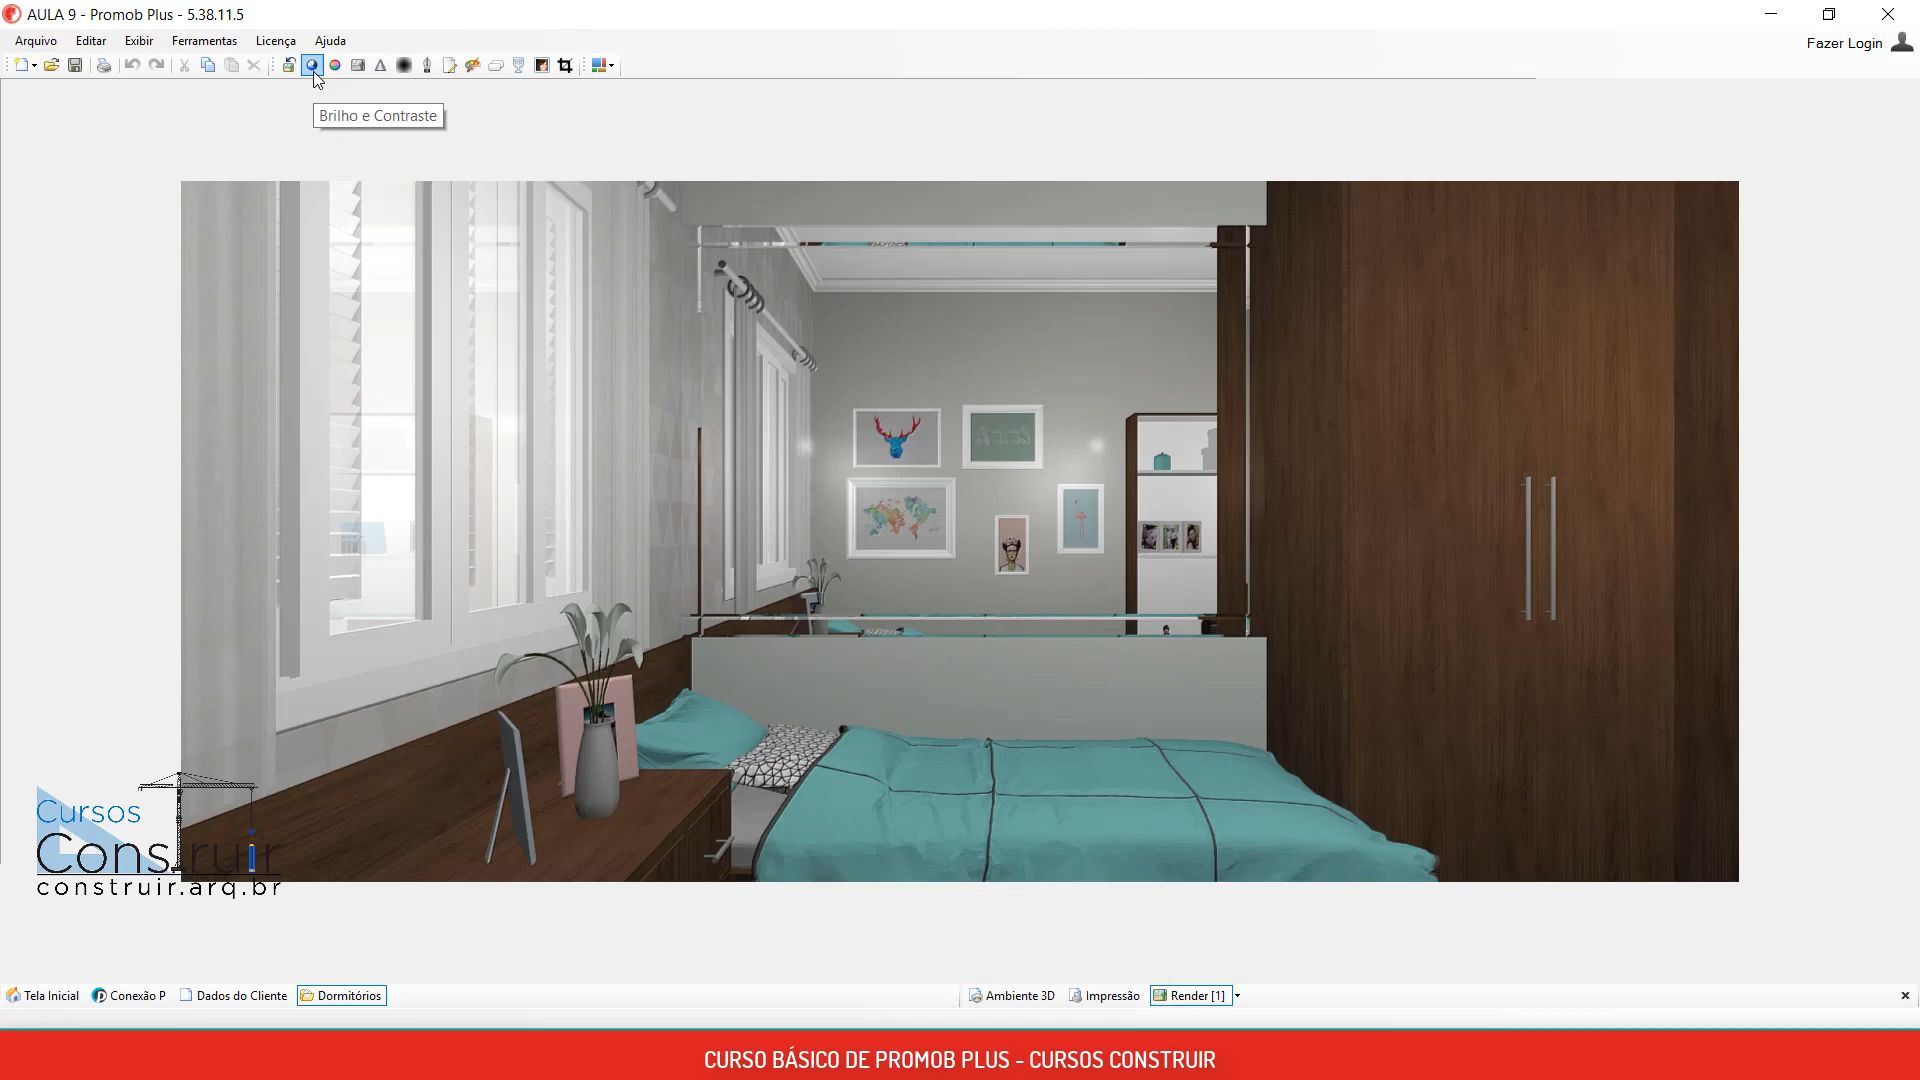 AULA 9 - Promob Plus - 5.38.11.5
Arquivo Editar Exibir Ferramentas Licença Ajuda
Fazer Login
Brilho e Contraste
Cursos
Construir
construir.arq.br
Tela Inicial Conexão P Dados do Cliente Dormitórios Ambiente 3D Impressão Render [1]
CURSO BÁSICO DE PROMOB PLUS - CURSOS CONSTRUIR